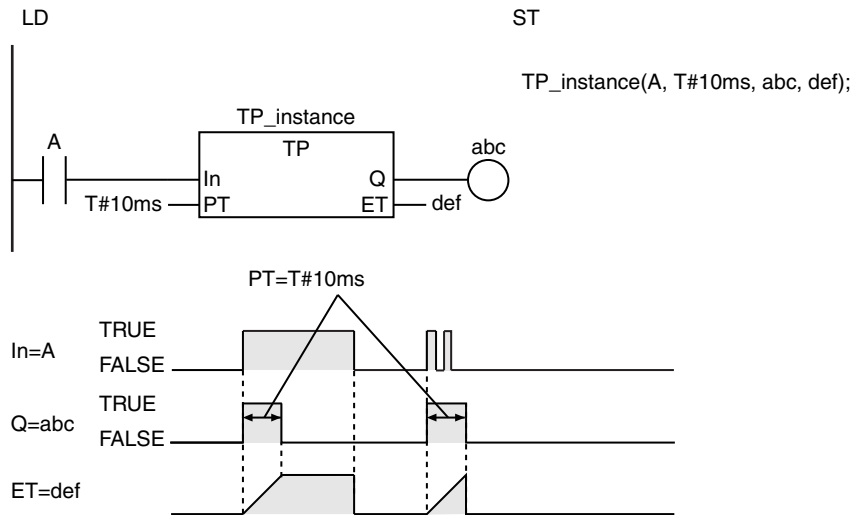 LD
ST
TP_instance(A, T#10ms, abc, def);
TP_instance
A
TP
abc
In
Q
T#10ms
PT
ET
def
PT=T#10ms
In=A
TRUE
FALSE
Q=abc
TRUE
FALSE
ET=def